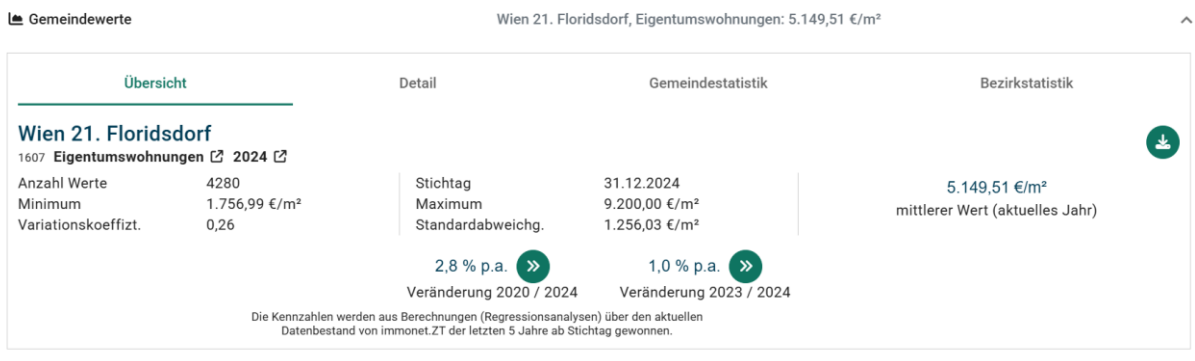 Gemeindewerte
Wien 21. Floridsdorf, Eigentumswohnungen: 5.149,51 €/m²
Übersicht Detail Gemeindestatistik Bezirkstatistik
Wien 21. Floridsdorf
1607 Eigentumswohnungen 2024
Anzahl Werte 4280 Stichtag 31.12.2024
Minimum 1.756,99 €/m² Maximum 9.200,00 €/m²
Variationskoeffizt. 0,26 Standardabweichg. 1.256,03 €/m²
5.149,51 €/m²
mittlerer Wert (aktuelles Jahr)
2,8 % p.a. 1,0 % p.a.
Veränderung 2020 / 2024 Veränderung 2023 / 2024
Die Kennzahlen werden aus Berechnungen (Regressionsanalysen) über den aktuellen
Datenbestand von immonet.ZT der letzten 5 Jahre ab Stichtag gewonnen.